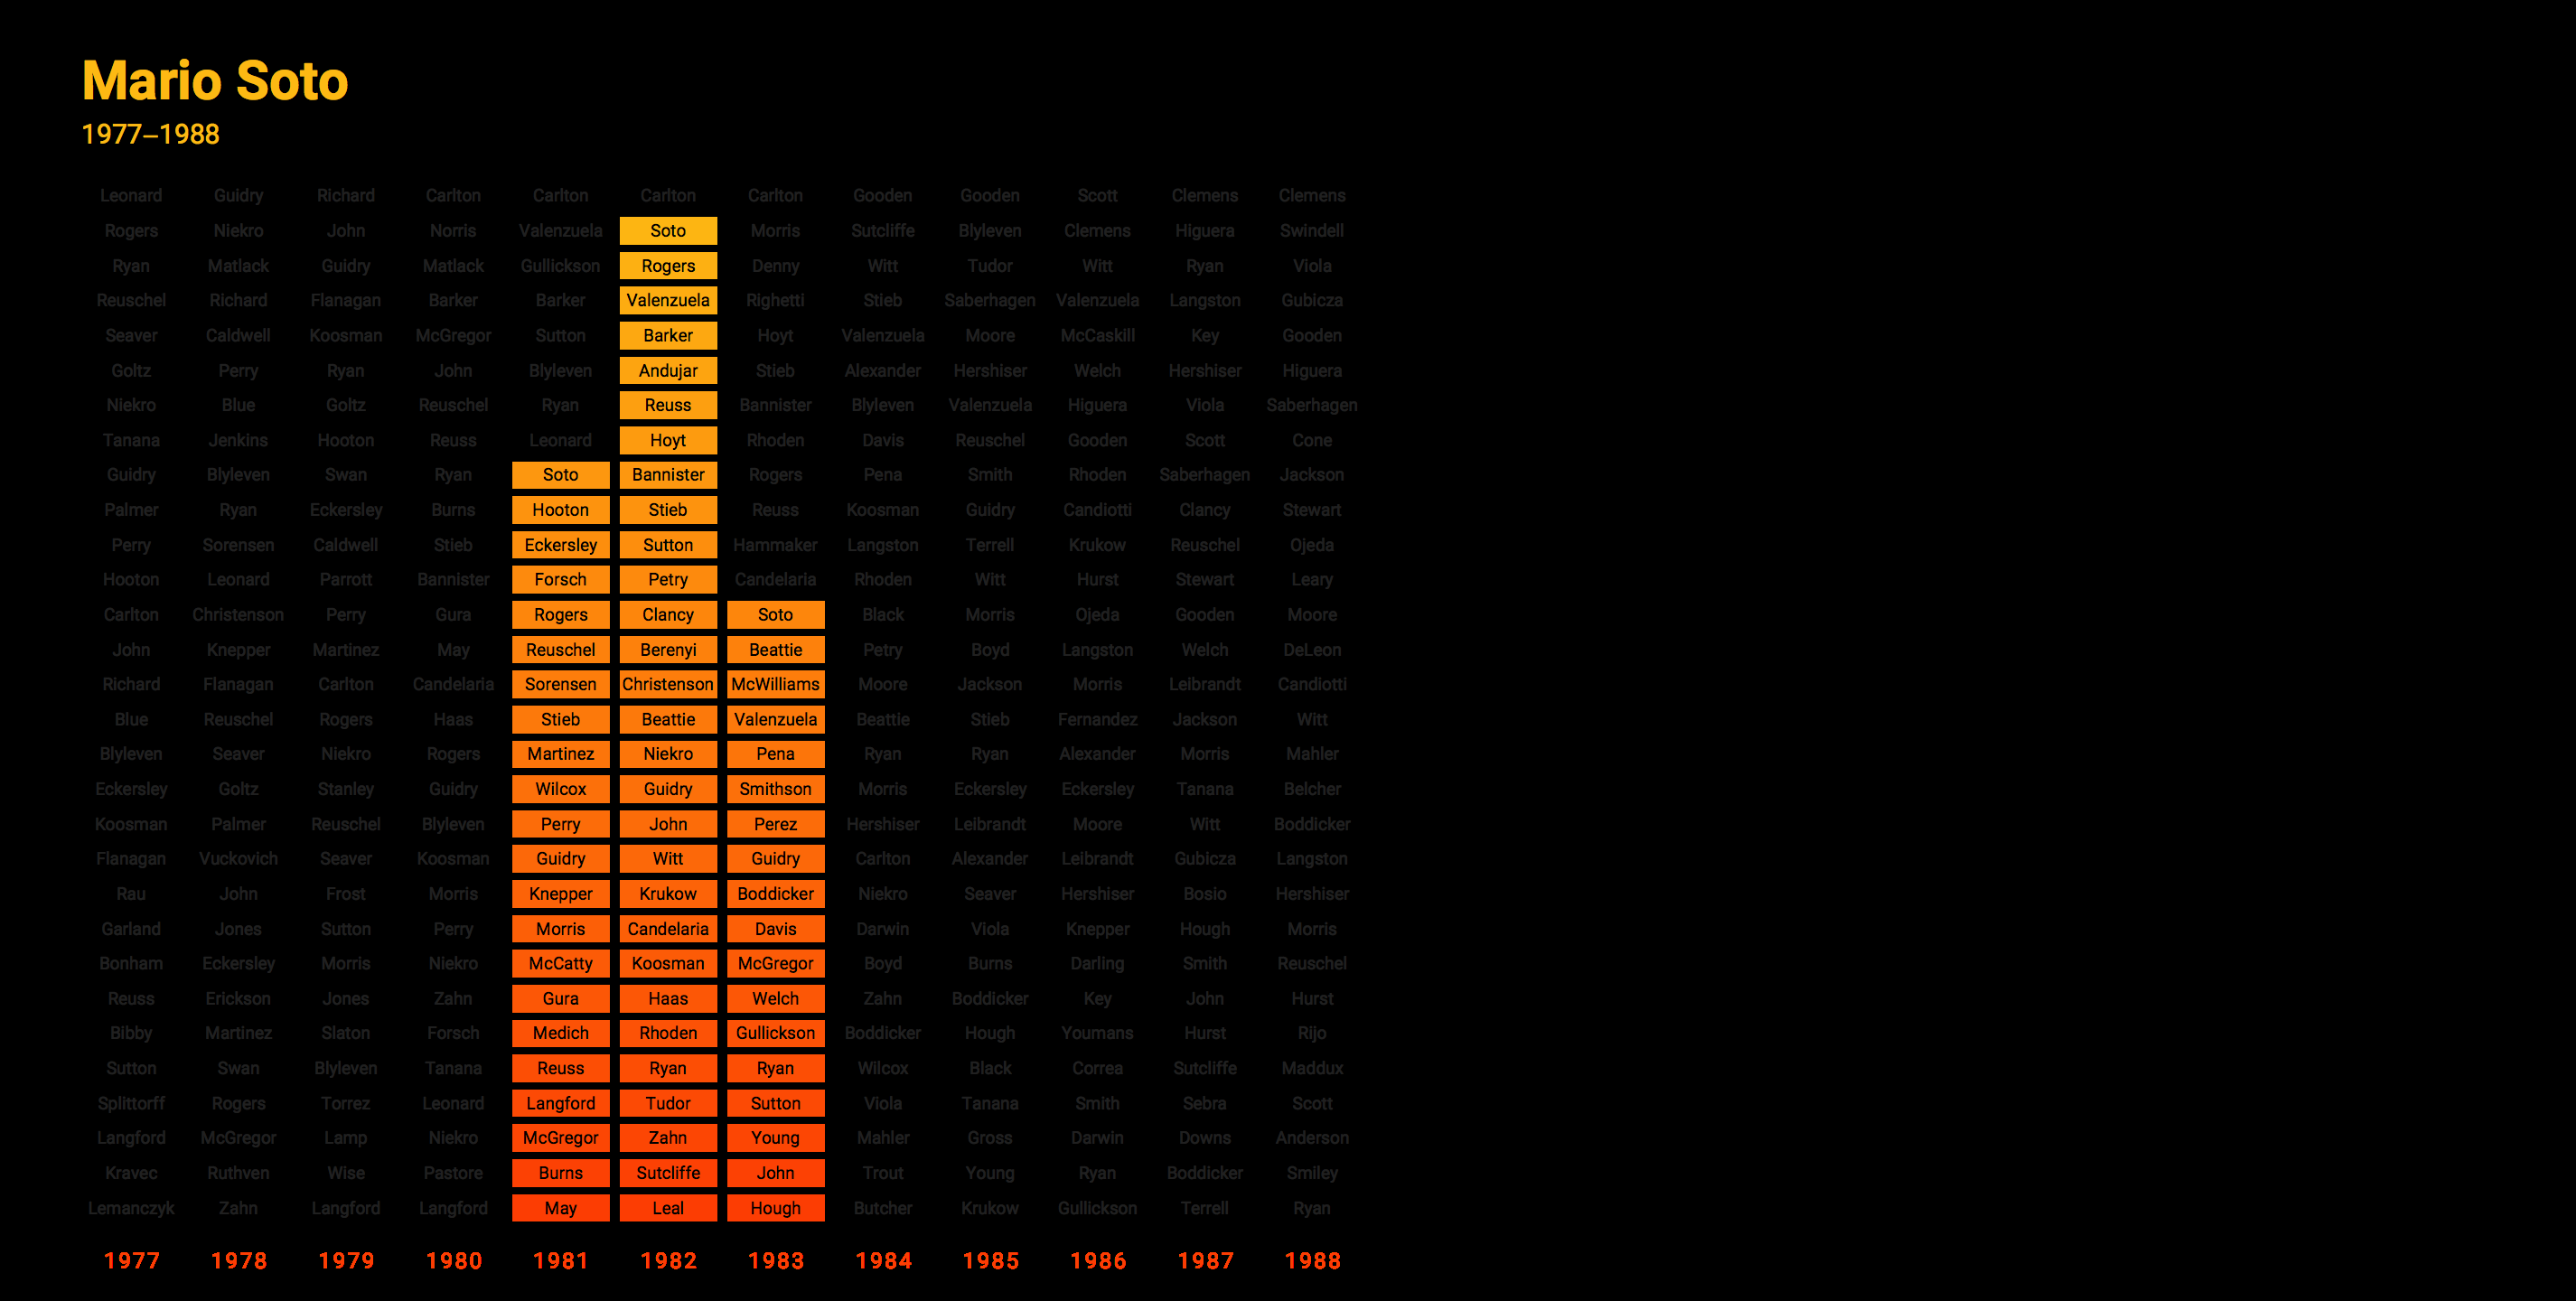 Mario Soto
1977–1988
Leonard Guidry Richard Carlton Carlton Carlton Carlton Gooden Gooden Scott Clemens Clemens
Rogers Niekro John Norris Valenzuela Soto Morris Sutcliffe Blyleven Clemens Higuera Swindell
Ryan Matlack Guidry Matlack Gullickson Rogers Denny Witt Tudor Witt Ryan Viola
Reuschel Richard Flanagan Barker Barker Valenzuela Righetti Stieb Saberhagen Valenzuela Langston Gubicza
Seaver Caldwell Koosman McGregor Sutton Barker Hoyt Valenzuela Moore McCaskill Key Gooden
Goltz Perry Ryan John Blyleven Andujar Stieb Alexander Hershiser Welch Hershiser Higuera
Niekro Blue Goltz Reuschel Ryan Reuss Bannister Blyleven Valenzuela Higuera Viola Saberhagen
Tanana Jenkins Hooton Reuss Leonard Hoyt Rhoden Davis Reuschel Gooden Scott Cone
Guidry Blyleven Swan Ryan Soto Bannister Rogers Pena Smith Rhoden Saberhagen Jackson
Palmer Ryan Eckersley Burns Hooton Stieb Reuss Koosman Guidry Candiotti Clancy Stewart
Perry Sorensen Caldwell Stieb Eckersley Sutton Hammaker Langston Terrell Krukow Reuschel Ojeda
Hooton Leonard Parrott Bannister Forsch Petry Candelaria Rhoden Witt Hurst Stewart Leary
Carlton Christenson Perry Gura Rogers Clancy Soto Black Morris Ojeda Gooden Moore
John Knepper Martinez May Reuschel Berenyi Beattie Petry Boyd Langston Welch DeLeon
Richard Flanagan Carlton Candelaria Sorensen Christenson McWilliams Moore Jackson Morris Leibrandt Candiotti
Blue Reuschel Rogers Haas Stieb Beattie Valenzuela Beattie Stieb Fernandez Jackson Witt
Blyleven Seaver Niekro Rogers Martinez Niekro Pena Ryan Ryan Alexander Morris Mahler
Eckersley Goltz Stanley Guidry Wilcox Guidry Smithson Morris Eckersley Eckersley Tanana Belcher
Koosman Palmer Reuschel Blyleven Perry John Perez Hershiser Leibrandt Moore Witt Boddicker
Flanagan Vuckovich Seaver Koosman Guidry Witt Guidry Carlton Alexander Leibrandt Gubicza Langston
Rau John Frost Morris Knepper Krukow Boddicker Niekro Seaver Hershiser Bosio Hershiser
Garland Jones Sutton Perry Morris Candelaria Davis Darwin Viola Knepper Hough Morris
Bonham Eckersley Morris Niekro McCatty Koosman McGregor Boyd Burns Darling Smith Reuschel
Reuss Erickson Jones Zahn Gura Haas Welch Zahn Boddicker Key John Hurst
Bibby Martinez Slaton Forsch Medich Rhoden Gullickson Boddicker Hough Youmans Hurst Rijo
Sutton Swan Blyleven Tanana Reuss Ryan Ryan Wilcox Black Correa Sutcliffe Maddux
Splittorff Rogers Torrez Leonard Langford Tudor Sutton Viola Tanana Smith Sebra Scott
Langford McGregor Lamp Niekro McGregor Zahn Young Mahler Gross Darwin Downs Anderson
Kravec Ruthven Wise Pastore Burns Sutcliffe John Trout Young Ryan Boddicker Smiley
Lemanczyk Zahn Langford Langford May Leal Hough Butcher Krukow Gullickson Terrell Ryan
1977 1978 1979 1980 1981 1982 1983 1984 1985 1986 1987 1988